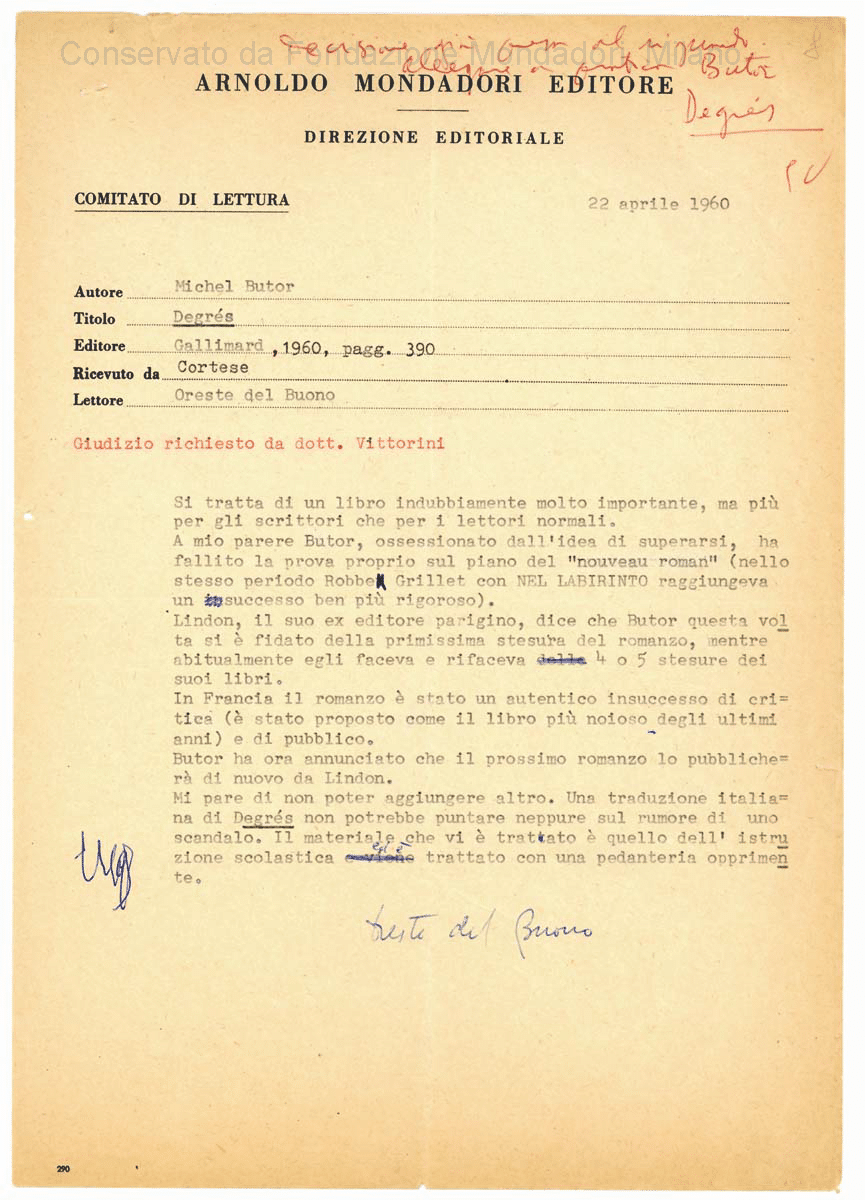 Conservato da Fondazione Mondadori, Milano
8
Decisione già presa al riguardo.
Butor
Degrés
ARNOLDO MONDADORI EDITORE
DIREZIONE EDITORIALE
COMITATO DI LETTURA
22 aprile 1960
Autore Michel Butor
Titolo Degrés
Editore Gallimard , 1960, pagg. 390
Ricevuto da Cortese
Lettore Oreste del Buono
Giudizio richiesto da dott. Vittorini
Si tratta di un libro indubbiamente molto importante, ma più
per gli scrittori che per i lettori normali.
A mio parere Butor, ossessionato dall'idea di superarsi, ha
fallito la prova proprio sul piano del "nouveau roman" (nello
stesso periodo Robbe Grillet con NEL LABIRINTO raggiungeva
un insuccesso ben più rigoroso).
Lindon, il suo ex editore parigino, dice che Butor questa vol
ta si è fidato della primissima stesura del romanzo, mentre
abitualmente egli faceva e rifaceva dalle 4 o 5 stesure dei
suoi libri.
In Francia il romanzo è stato un autentico insuccesso di cri=
tica (è stato proposto come il libro più noioso degli ultimi
anni) e di pubblico.
Butor ha ora annunciato che il prossimo romanzo lo pubbliche=
rà di nuovo da Lindon.
Mi pare di non poter aggiungere altro. Una traduzione italia=
na di Degrés non potrebbe puntare neppure sul rumore di uno
scandalo. Il materiale che vi è trattato è quello dell' istru
ed è
zione scolastica e viene trattato con una pedanteria opprimen
te.
Oreste del Buono
290